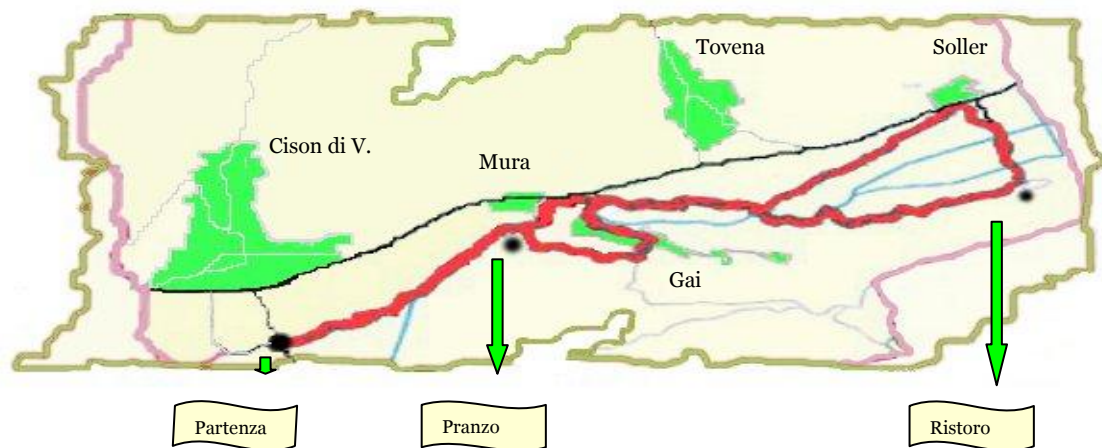 Tovena
Soller
Cison di V.
Mura
Gai
Partenza
Pranzo
Ristoro